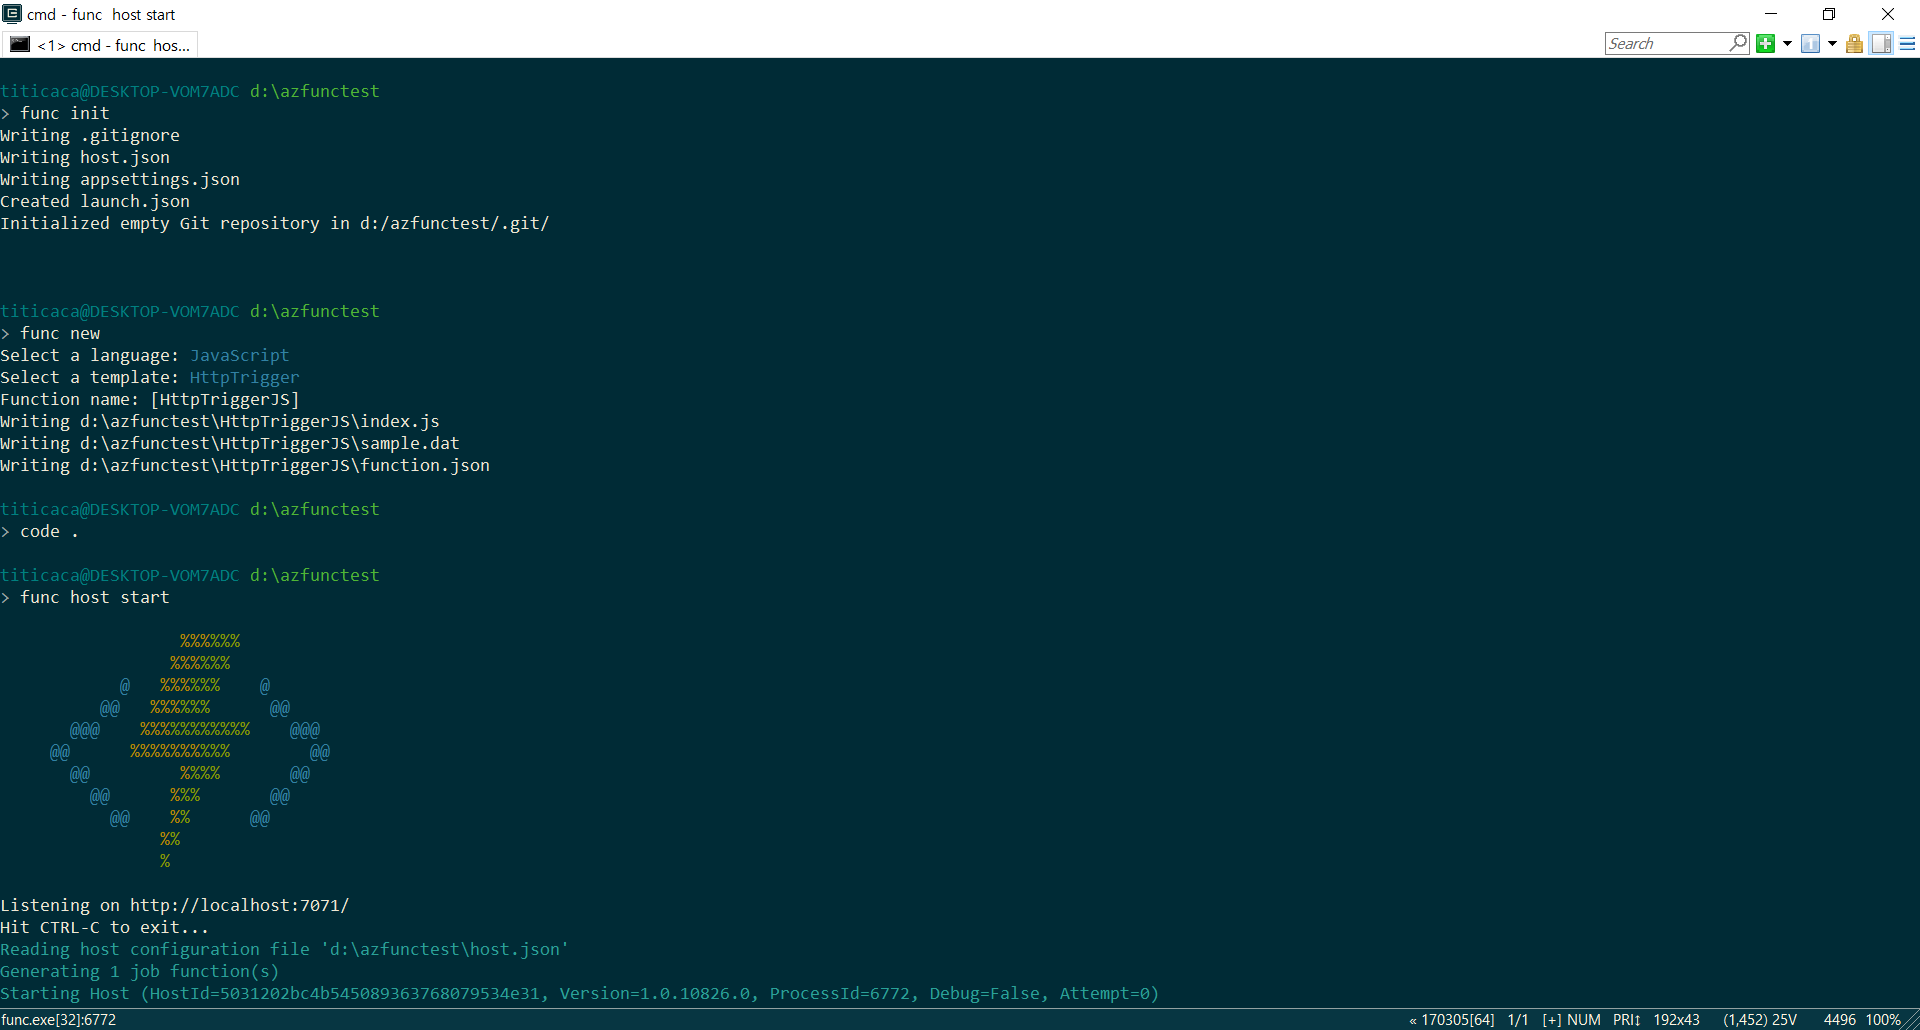 cmd - func  host start
<1> cmd - func  hos...
Search
titicaca@DESKTOP-VOM7ADC d:\azfunctest
> func init
Writing .gitignore
Writing host.json
Writing appsettings.json
Created launch.json
Initialized empty Git repository in d:/azfunctest/.git/
titicaca@DESKTOP-VOM7ADC d:\azfunctest
> func new
Select a language: JavaScript
Select a template: HttpTrigger
Function name: [HttpTriggerJS]
Writing d:\azfunctest\HttpTriggerJS\index.js
Writing d:\azfunctest\HttpTriggerJS\sample.dat
Writing d:\azfunctest\HttpTriggerJS\function.json
titicaca@DESKTOP-VOM7ADC d:\azfunctest
> code .
titicaca@DESKTOP-VOM7ADC d:\azfunctest
> func host start
                  %%%%%%
                 %%%%%%
            @   %%%%%%    @
          @@   %%%%%%      @@
       @@@    %%%%%%%%%%%    @@@
     @@      %%%%%%%%%%        @@
       @@         %%%%       @@
         @@      %%%       @@
           @@    %%      @@
                %%
                %
Listening on http://localhost:7071/
Hit CTRL-C to exit...
Reading host configuration file 'd:\azfunctest\host.json'
Generating 1 job function(s)
Starting Host (HostId=5031202bc4b545089363768079534e31, Version=1.0.10826.0, ProcessId=6772, Debug=False, Attempt=0)
func.exe[32]:6772 « 170305[64] 1/1 [+] NUM PRI↕ 192x43 (1,452) 25V 4496 100%